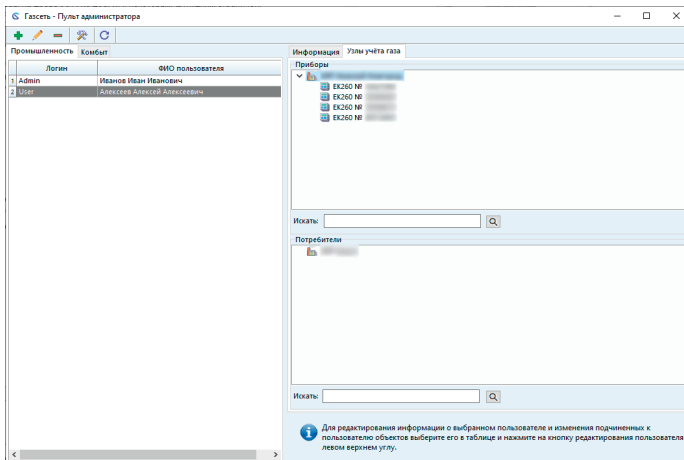 Газсеть - Пульт администратора
Промышленность Комбыт
Логин ФИО пользователя
1 Admin Иванов Иван Иванович
2 User Алексеев Алексей Алексеевич
Информация Узлы учёта газа
Приборы
EK260 №
EK260 №
EK260 №
EK260 №
Искать:
Потребители
Искать:
Для редактирования информации о выбранном пользователе и изменения подчиненных к
пользователю объектов выберите его в таблице и нажмите на кнопку редактирования пользователя
левом верхнем углу.